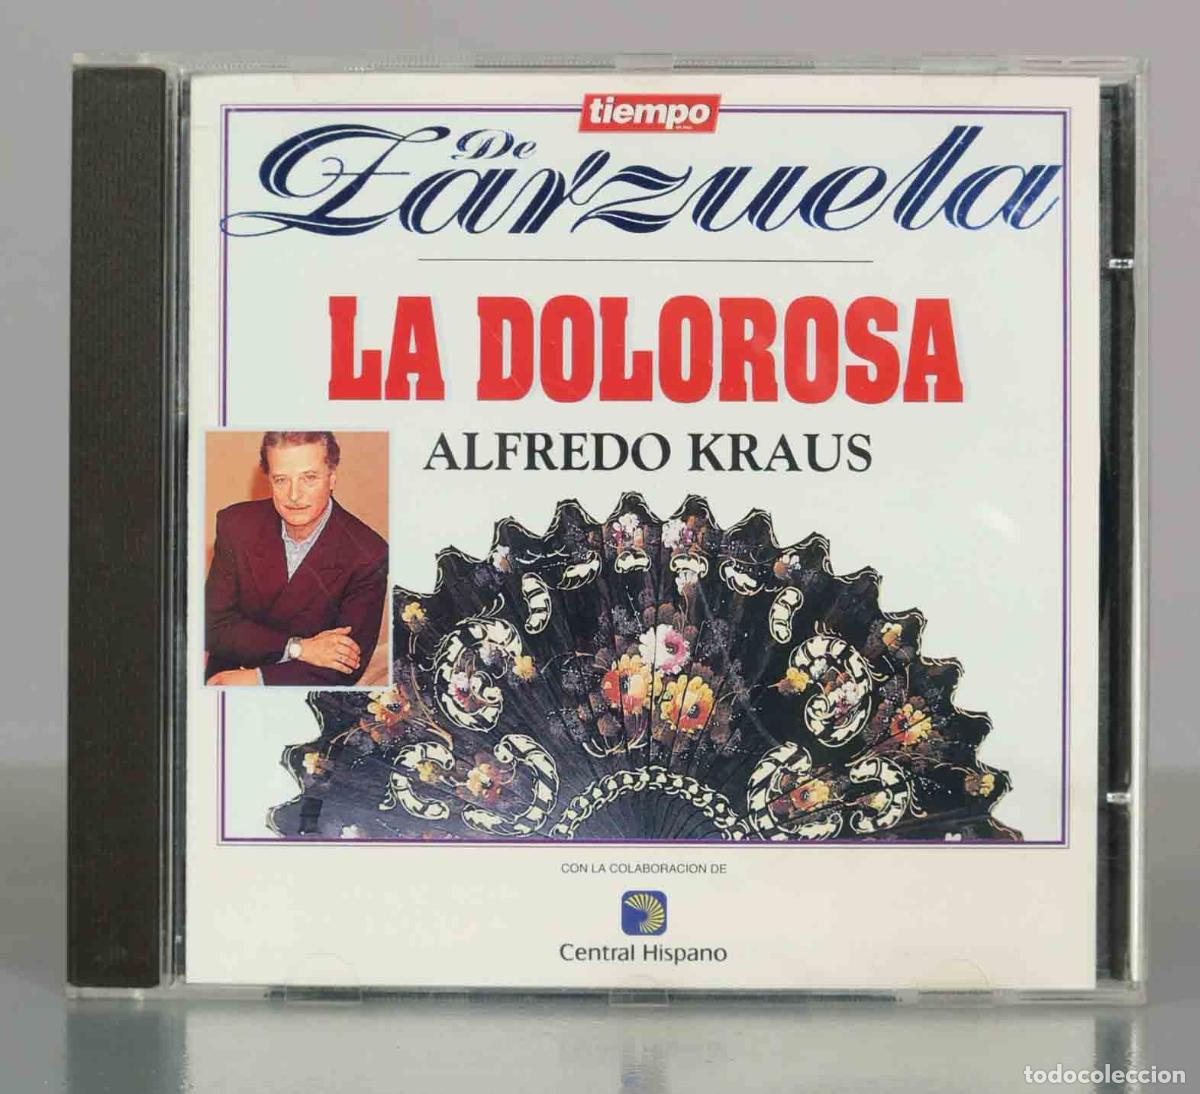 tiempo
De
Zarzuela
LA DOLOROSA
ALFREDO KRAUS
CON LA COLABORACION DE
Central Hispano
todocoleccion